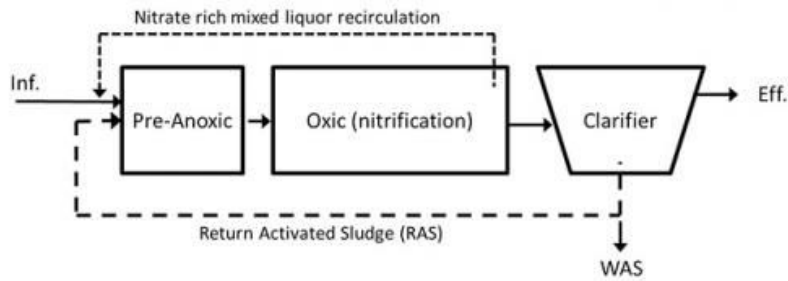 Nitrate rich mixed liquor recirculation
Inf.
Pre-Anoxic
Oxic (nitrification)
Clarifier
Eff.
Return Activated Sludge (RAS)
WAS